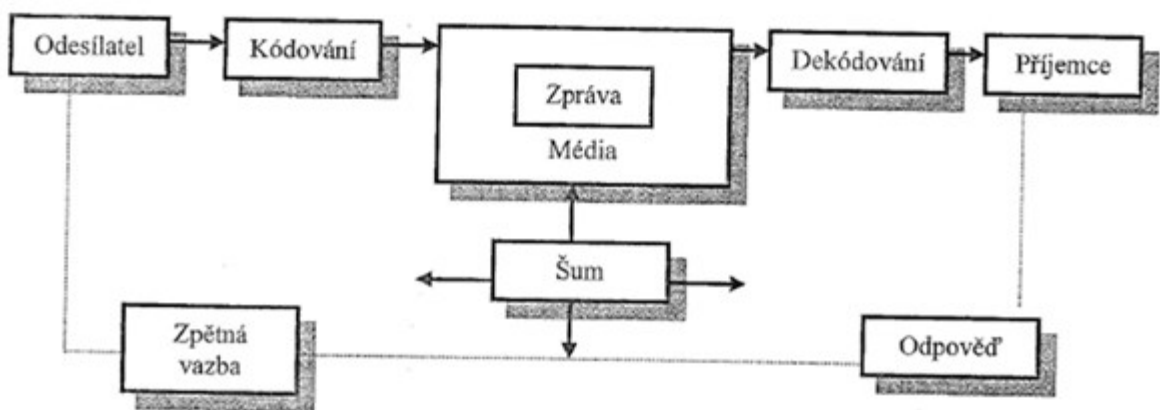 Odesílatel
Kódování
Zpráva
Média
Dekódování
Příjemce
Šum
Zpětná
vazba
Odpověď